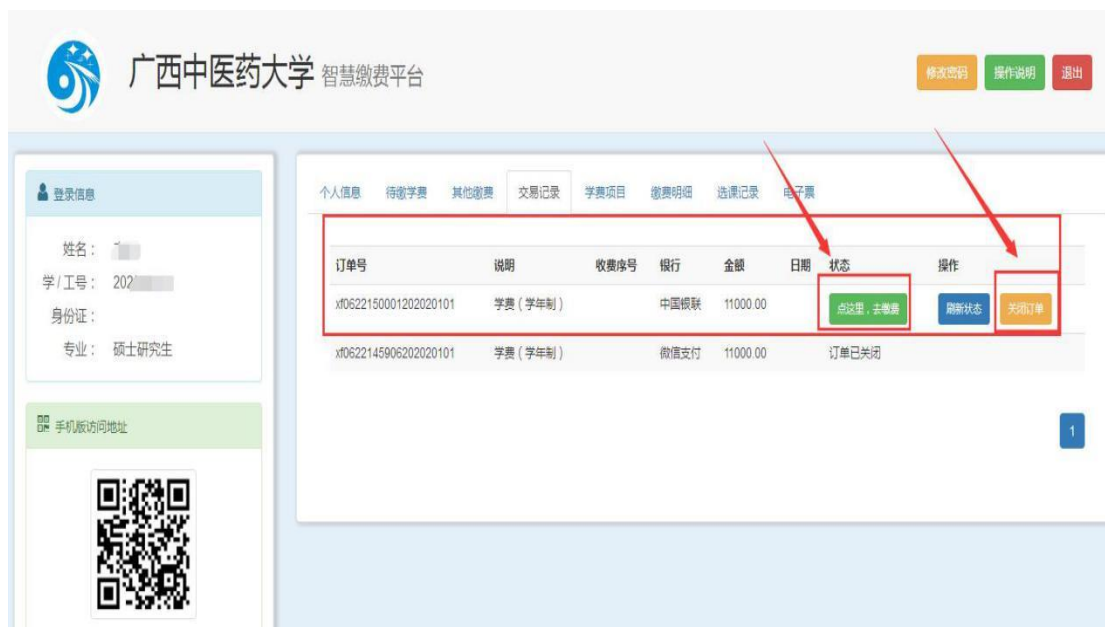 广西中医药大学 智慧缴费平台
修改密码 操作说明 退出
登录信息
姓名：
学/工号： 202
身份证：
专业： 硕士研究生
手机版访问地址
个人信息 待缴学费 其他缴费 交易记录 学费项目 缴费明细 选课记录 电子票
订单号 说明 收费序号 银行 金额 日期 状态 操作
xf0622150001202020101 学费（学年制） 中国银联 11000.00 点这里，去缴费 刷新状态 关闭订单
xf0622145906202020101 学费（学年制） 微信支付 11000.00 订单已关闭
1